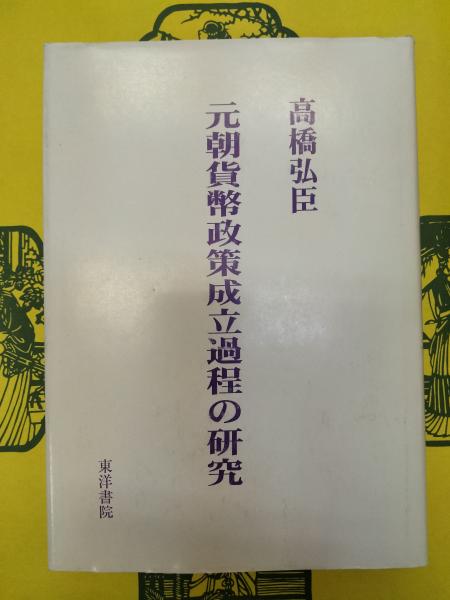 高橋弘臣
元朝貨幣政策成立過程の研究
東洋書院